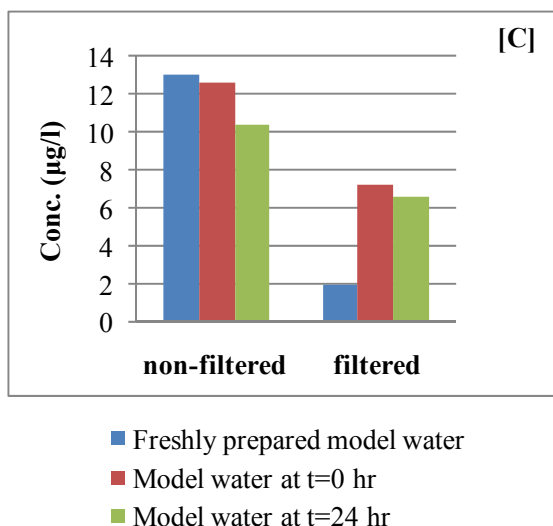 [C]
Conc. (µg/l)
14
12
10
8
6
4
2
0
non-filtered filtered
Freshly prepared model water
Model water at t=0 hr
Model water at t=24 hr